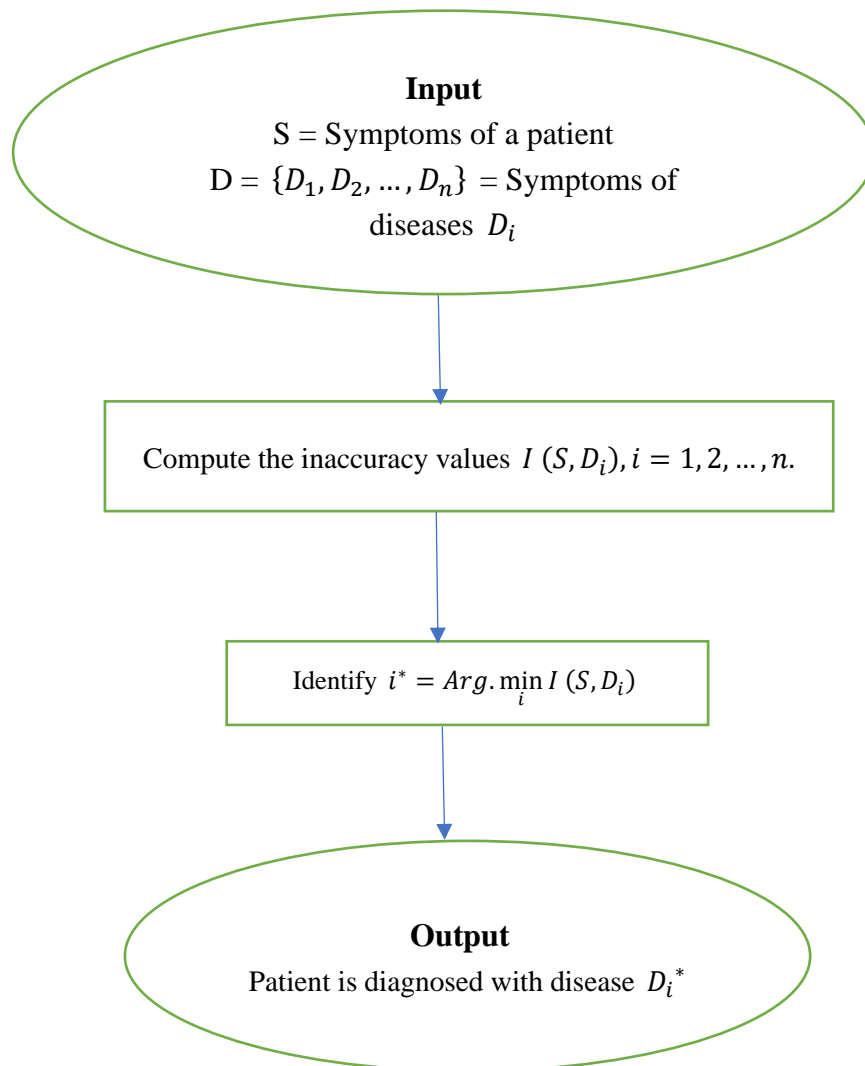 Input
S = Symptoms of a patient
D = {D₁, D₂, …, Dₙ} = Symptoms of
diseases Dᵢ
Compute the inaccuracy values I (S, Dᵢ), i = 1, 2, …, n.
Identify i* = Arg. minᵢ I (S, Dᵢ)
Output
Patient is diagnosed with disease Dᵢ*